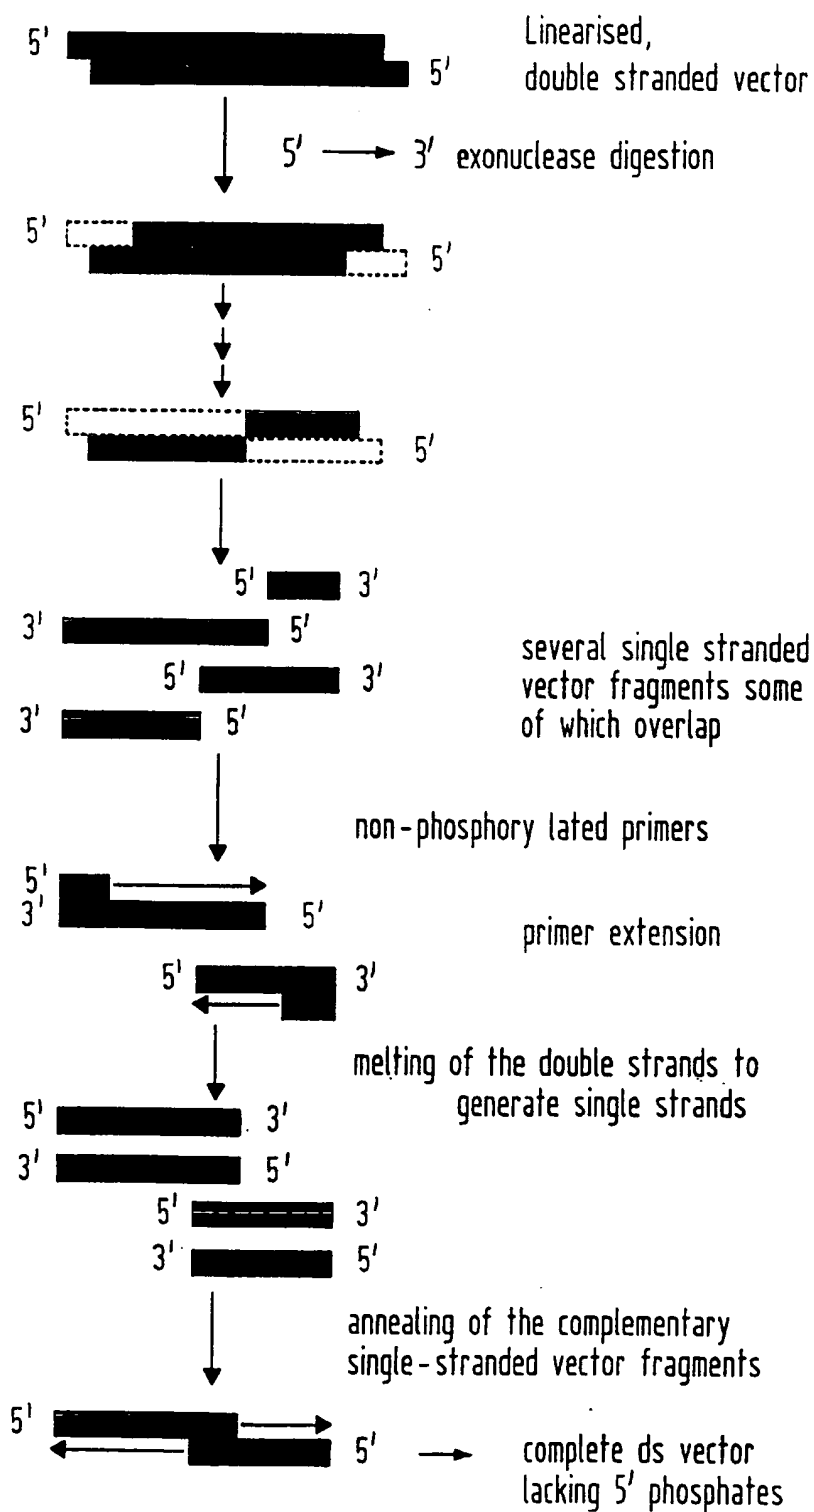 Linearised,
5'
double stranded vector
5'
5' → 3' exonuclease digestion
5'
5'
5'
5'
5' 3'
3' 5'
several single stranded
5' 3'
vector fragments some
3' 5'
of which overlap
non-phosphory lated primers
5'
3' 5'
primer extension
5' 3'
melting of the double strands to
generate single strands
5' 3'
3' 5'
5' 3'
3' 5'
annealing of the complementary
single-stranded vector fragments
5'
5' → complete ds vector
lacking 5' phosphates